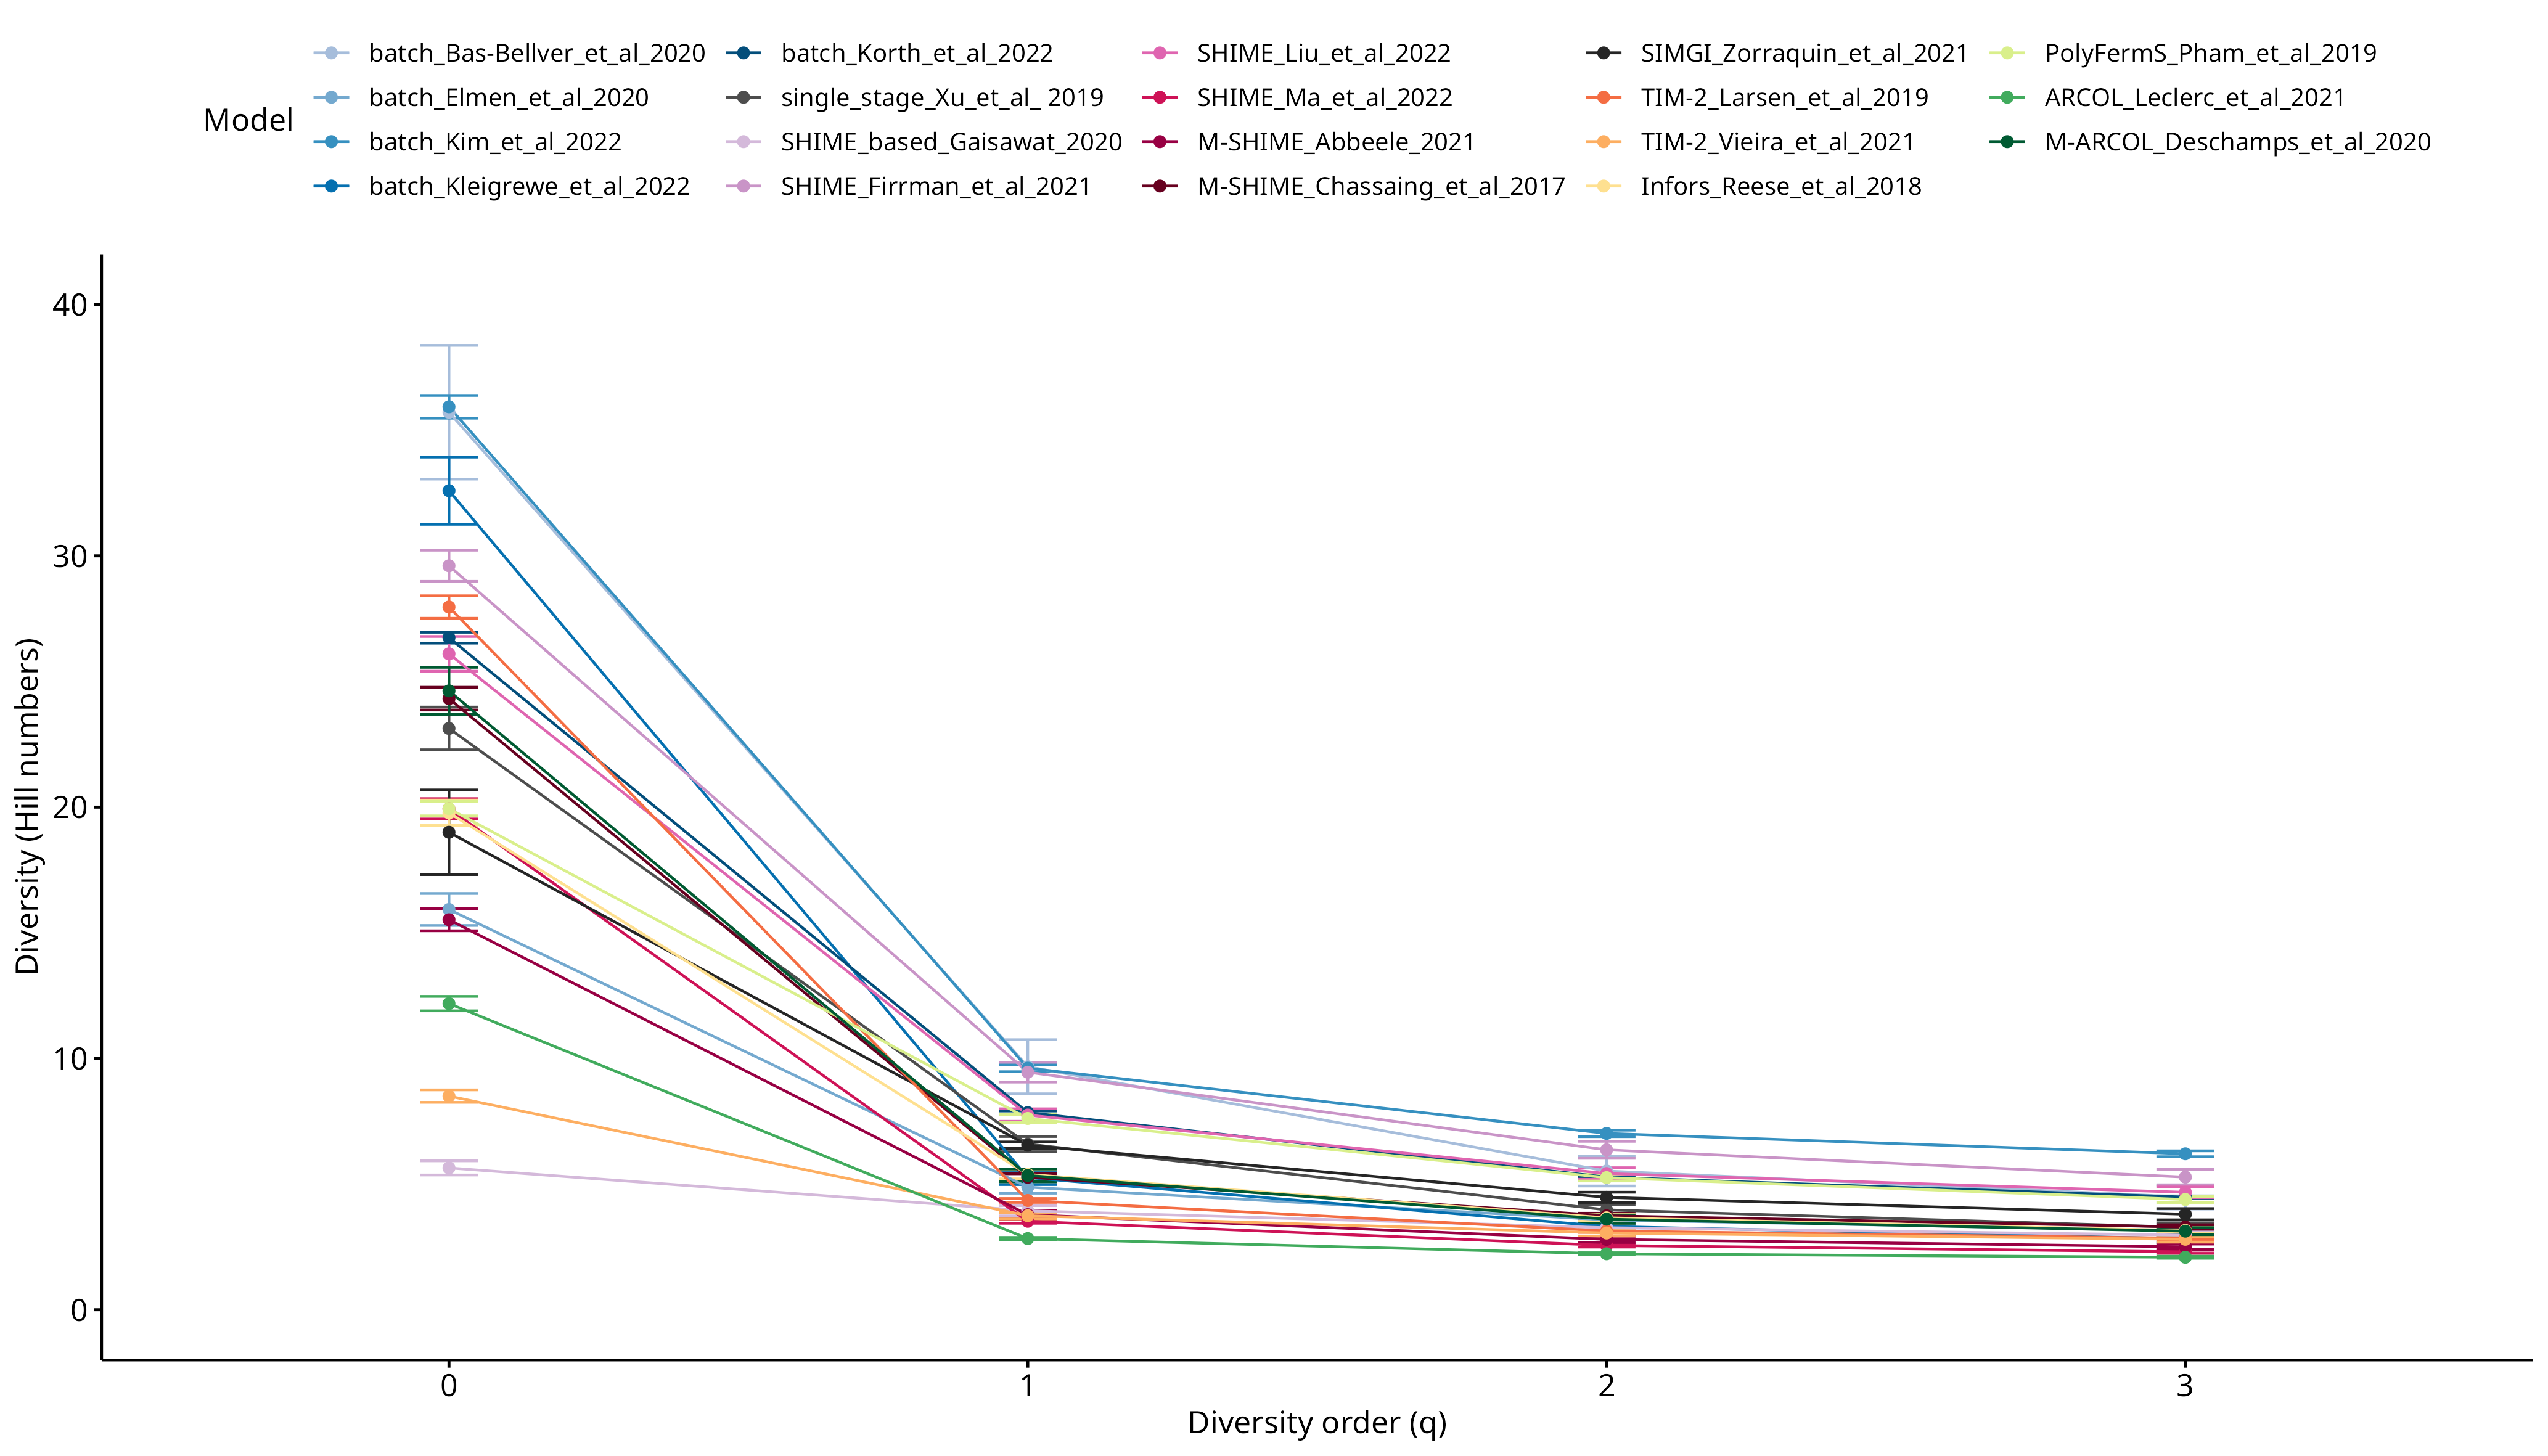 Model
batch_Bas-Bellver_et_al_2020
batch_Elmen_et_al_2020
batch_Kim_et_al_2022
batch_Kleigrewe_et_al_2022
batch_Korth_et_al_2022
single_stage_Xu_et_al_ 2019
SHIME_based_Gaisawat_2020
SHIME_Firrman_et_al_2021
SHIME_Liu_et_al_2022
SHIME_Ma_et_al_2022
M-SHIME_Abbeele_2021
M-SHIME_Chassaing_et_al_2017
SIMGI_Zorraquin_et_al_2021
TIM-2_Larsen_et_al_2019
TIM-2_Vieira_et_al_2021
Infors_Reese_et_al_2018
PolyFermS_Pham_et_al_2019
ARCOL_Leclerc_et_al_2021
M-ARCOL_Deschamps_et_al_2020
Diversity (Hill numbers)
40
30
20
10
0
0 1 2 3
Diversity order (q)